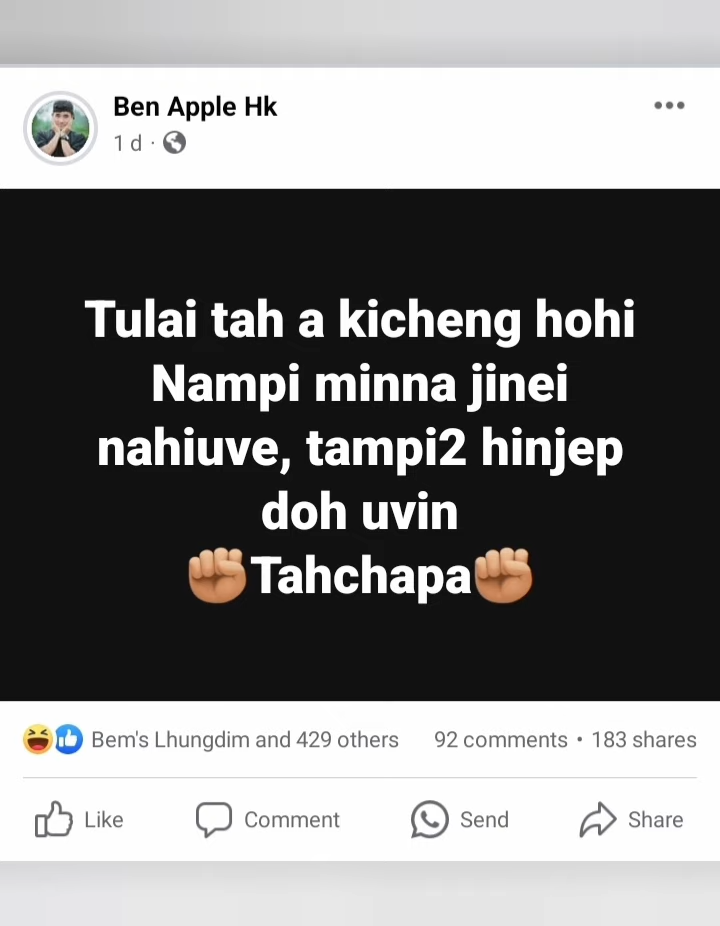 Ben Apple Hk
1 d ·
Tulai tah a kicheng hohi
Nampi minna jinei
nahiuve, tampi2 hinjep
doh uvin
✊🏽Tahchapa✊🏽
Bem's Lhungdim and 429 others 92 comments • 183 shares
Like Comment Send Share